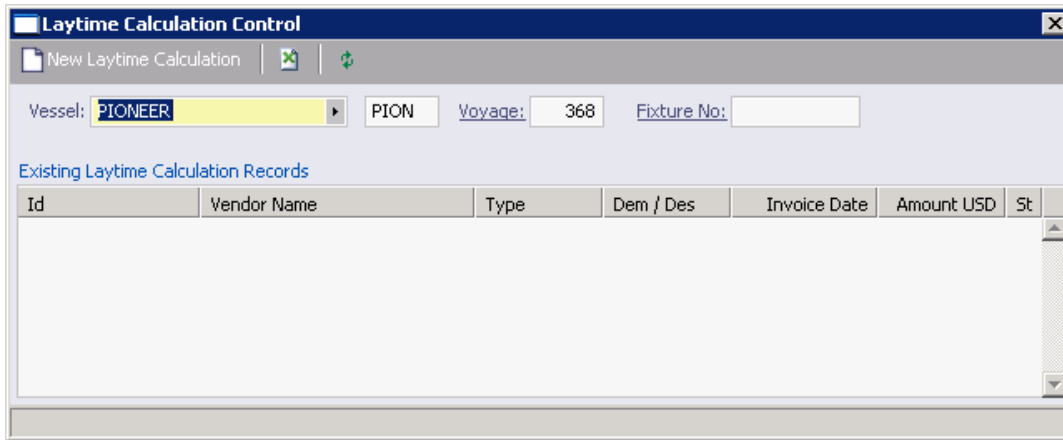 Laytime Calculation Control
New Laytime Calculation
Vessel: PIONEER PION Voyage: 368 Fixture No:
Existing Laytime Calculation Records
Id Vendor Name Type Dem / Des Invoice Date Amount USD St